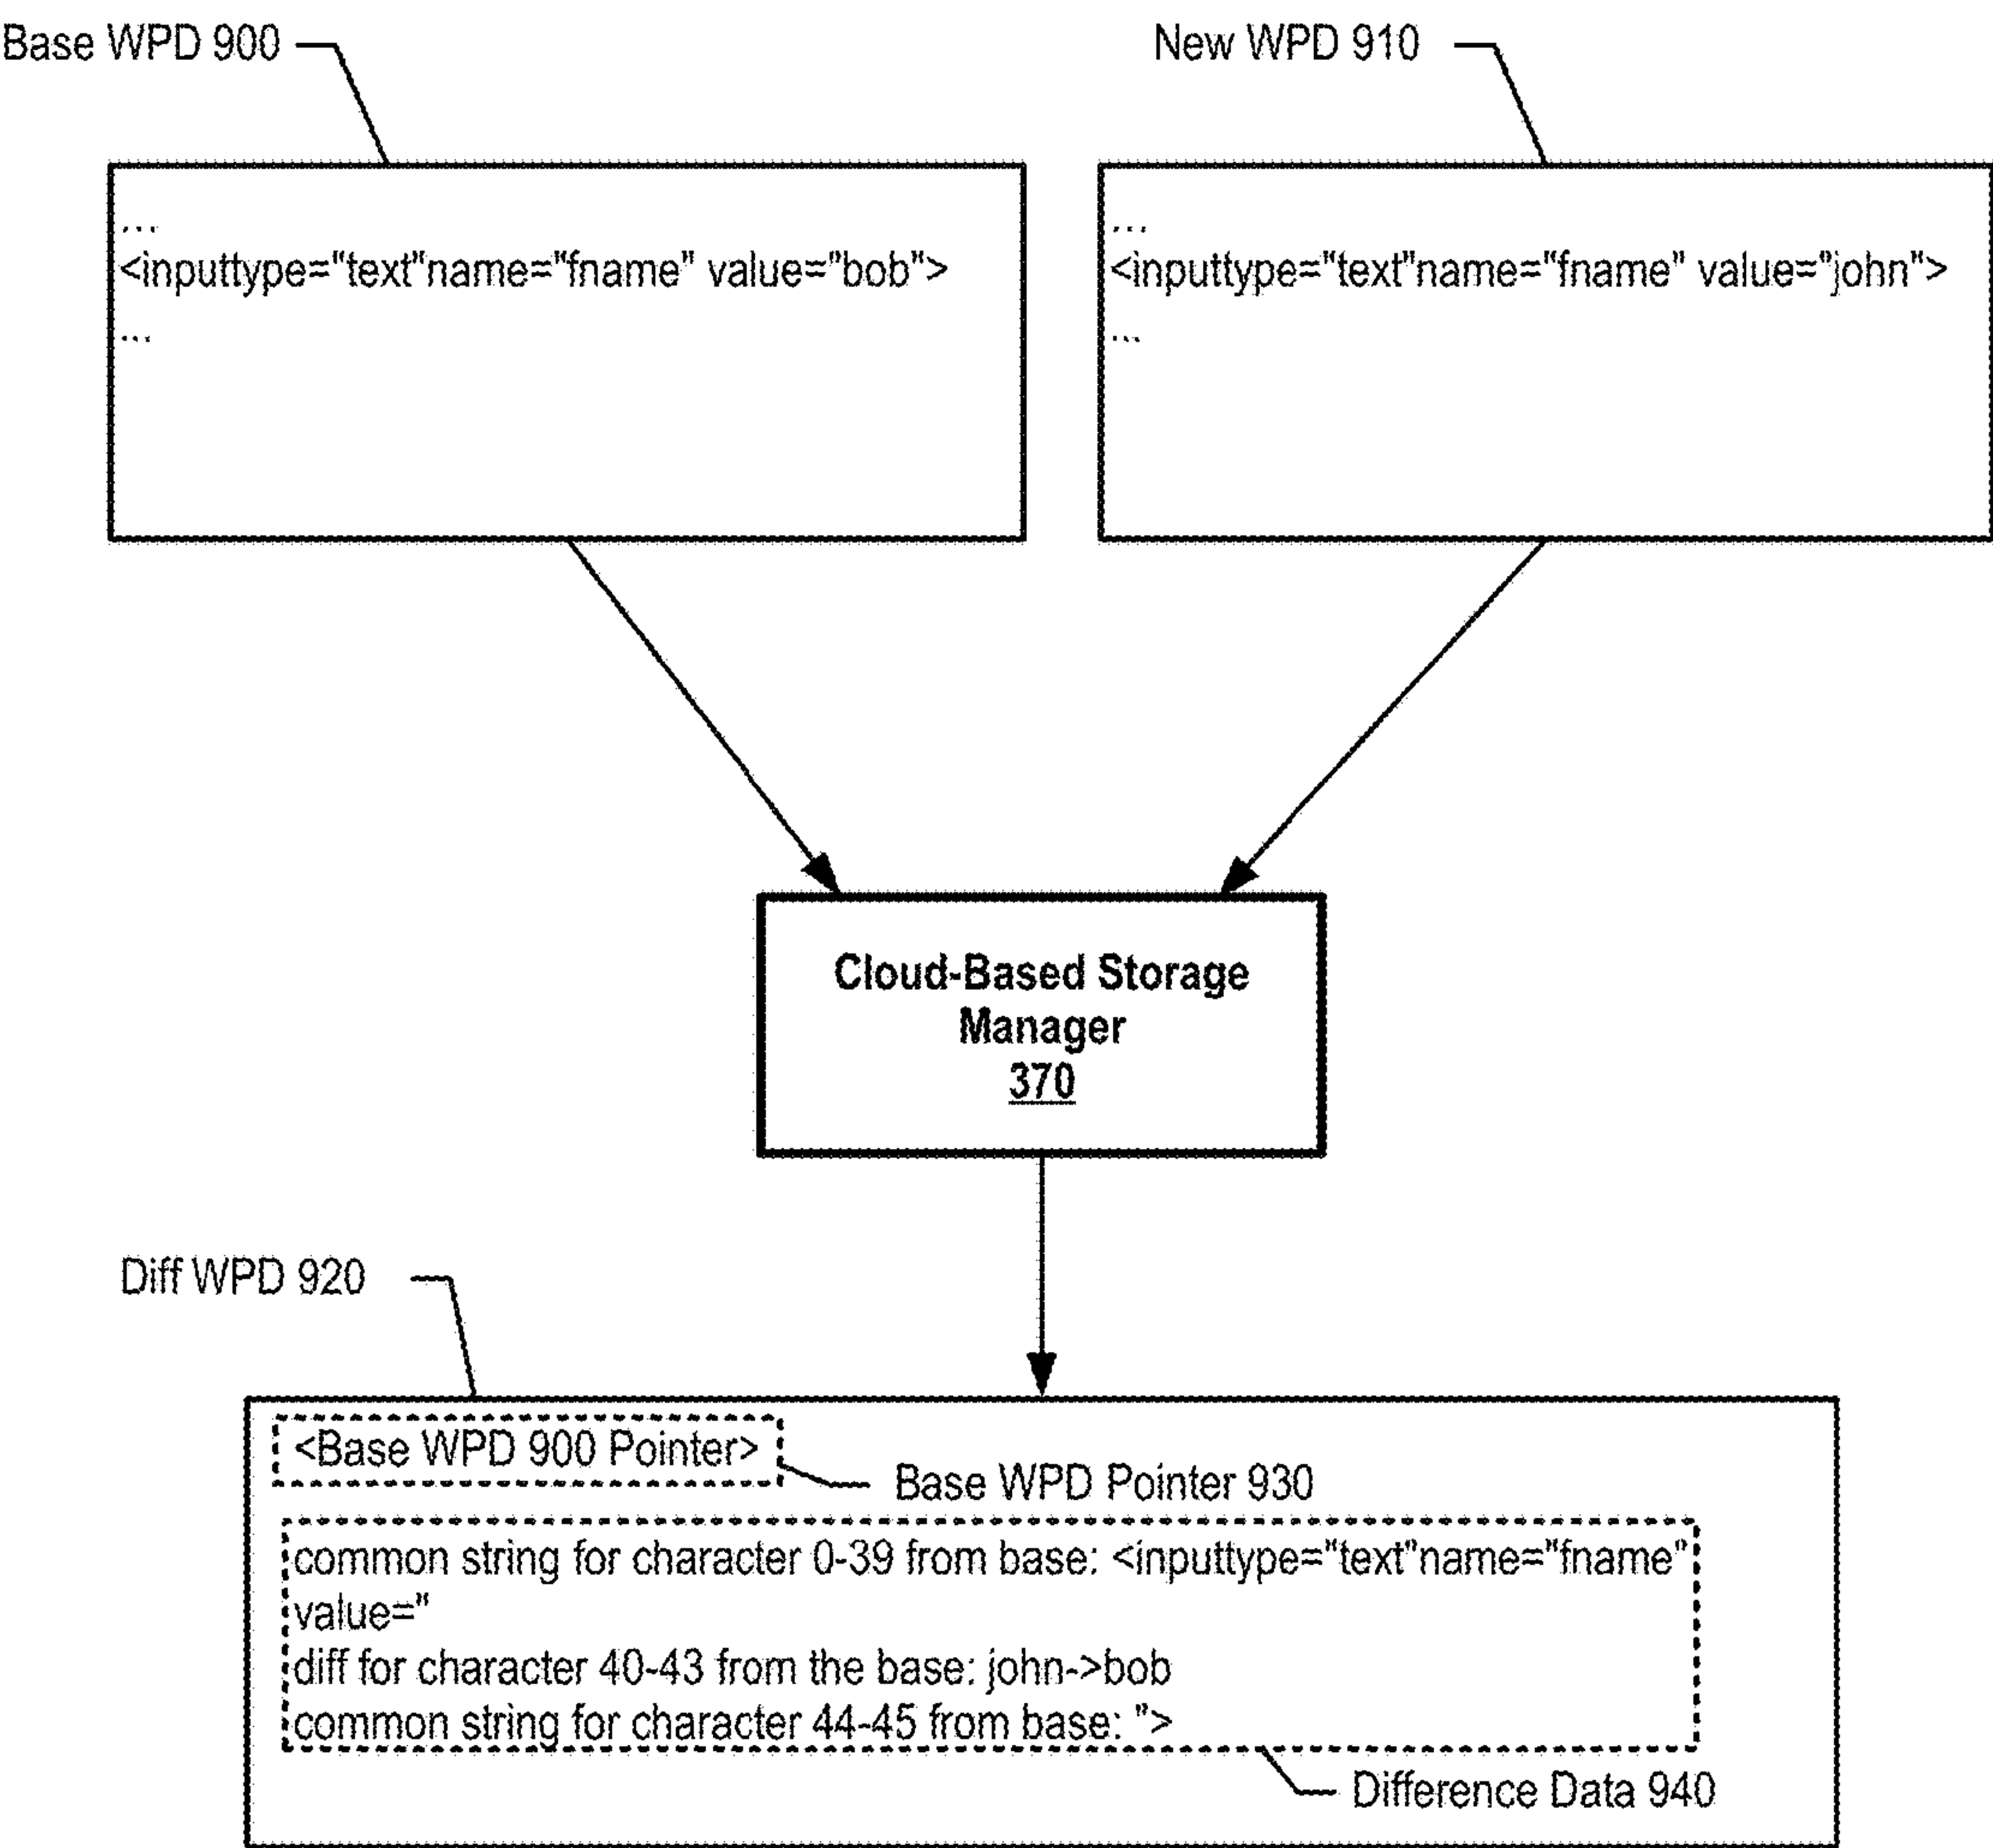 Base WPD 900
New WPD 910
...
<inputtype="text"name="fname" value="bob">
...
...
<inputtype="text"name="fname" value="john">
...
Cloud-Based Storage
Manager
370
Diff WPD 920
<Base WPD 900 Pointer>
Base WPD Pointer 930
common string for character 0-39 from base: <inputtype="text"name="fname"
value="
diff for character 40-43 from the base: john->bob
common string for character 44-45 from base: ">
Difference Data 940